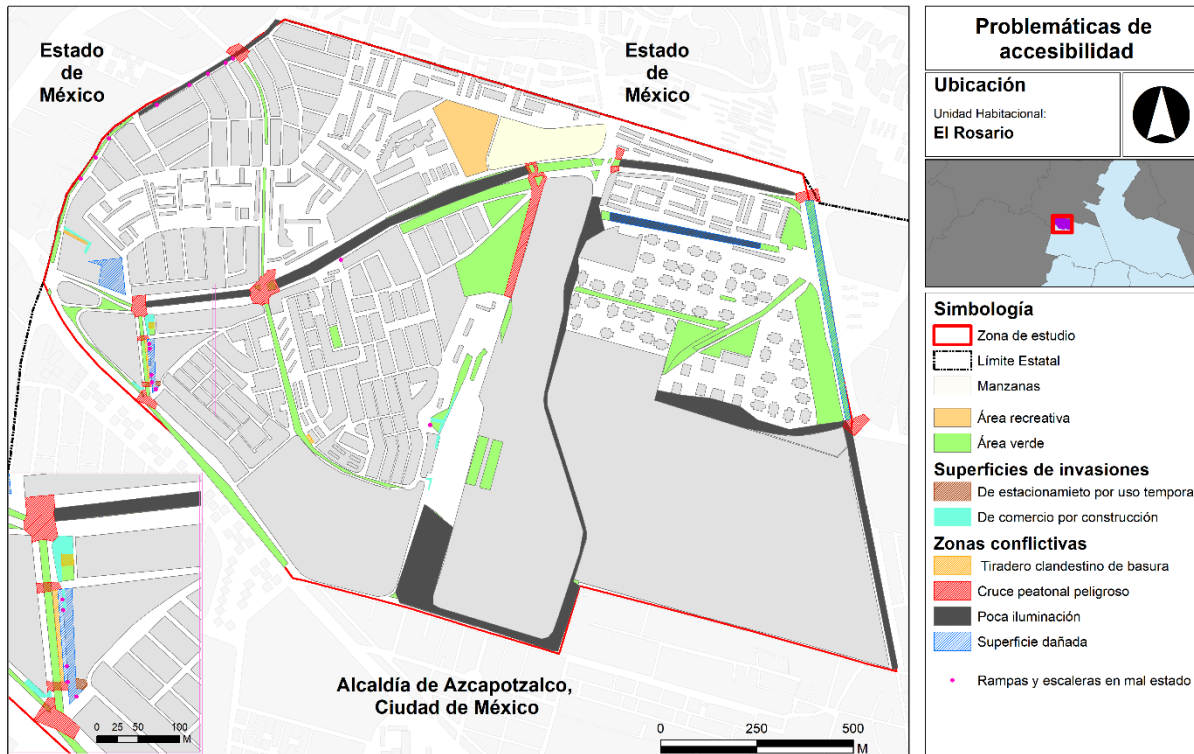 Estado
de
México
Estado
de
México
Alcaldía de Azcapotzalco,
Ciudad de México
0 25 50 100
M
0 250 500
M
Problemáticas de
accesibilidad
Ubicación
Unidad Habitacional:
El Rosario
Simbología
Zona de estudio
Límite Estatal
Manzanas
Área recreativa
Área verde
Superficies de invasiones
De estacionamieto por uso tempora
De comercio por construcción
Zonas conflictivas
Tiradero clandestino de basura
Cruce peatonal peligroso
Poca iluminación
Superficie dañada
Rampas y escaleras en mal estado